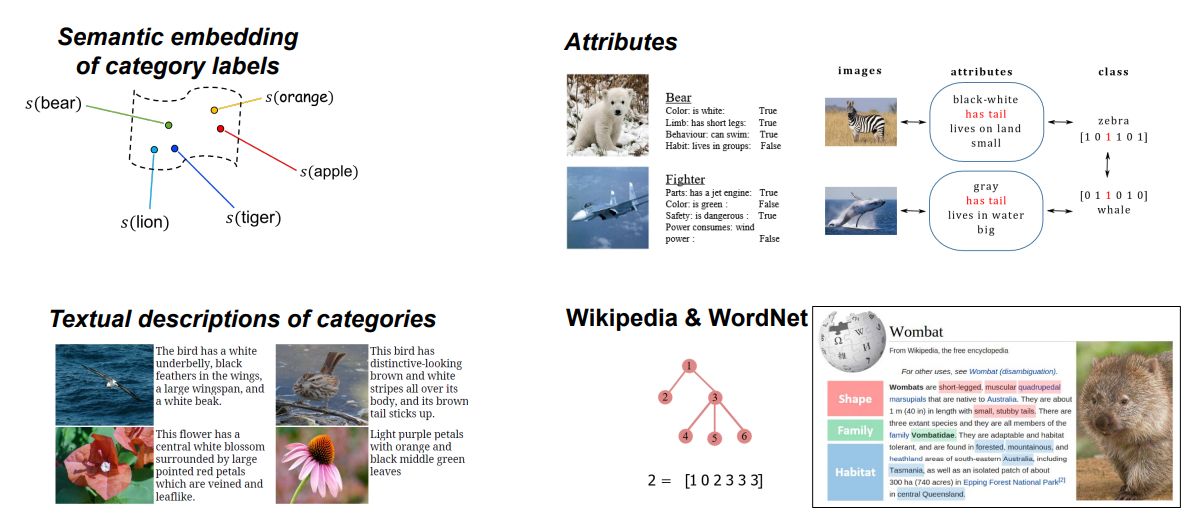 Semantic embedding
of category labels
s(bear)
s(orange)
s(apple)
s(lion)
s(tiger)
Attributes
Bear
Color: is white: True
Limb: has short legs: True
Behaviour: can swim: True
Habit: lives in groups: False
Fighter
Parts: has a jet engine: True
Color: is green : False
Safety: is dangerous : True
Power consumes: wind
power : False
images
attributes
class
black-white
has tail
lives on land
small
zebra
[1 0 1 1 0 1]
gray
has tail
lives in water
big
[0 1 1 0 1 0]
whale
Textual descriptions of categories
The bird has a white
underbelly, black
feathers in the wings,
a large wingspan, and
a white beak.
This bird has
distinctive-looking
brown and white
stripes all over its
body, and its brown
tail sticks up.
This flower has a
central white blossom
surrounded by large
pointed red petals
which are veined and
leaflike.
Light purple petals
with orange and
black middle green
leaves
Wikipedia & WordNet
1
2
3
4
5
6
2 = [1 0 2 3 3 3]
Ω
W
И
Wombat
From Wikipedia, the free encyclopedia
For other uses, see Wombat (disambiguation).
Shape
Family
Habitat
Wombats are short-legged, muscular quadrupedal
marsupials that are native to Australia. They are about
1 m (40 in) in length with small, stubby tails. There are
three extant species and they are all members of the
family Vombatidae. They are adaptable and habitat
tolerant, and are found in forested, mountainous, and
heathland areas of south-eastern Australia, including
Tasmania, as well as an isolated patch of about
300 ha (740 acres) in Epping Forest National Park[2]
in central Queensland.